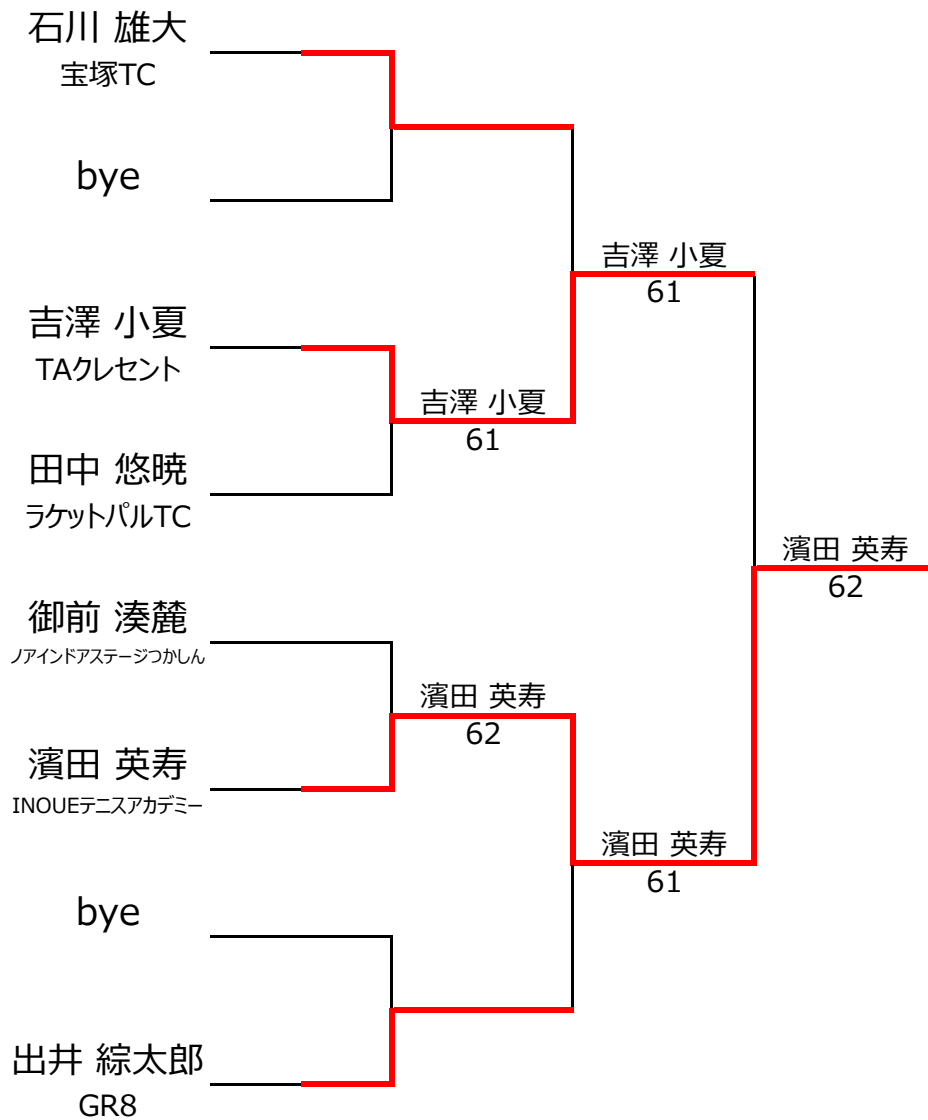 石川 雄大
宝塚TC
bye
吉澤 小夏
61
吉澤 小夏
TAクレセント
吉澤 小夏
61
田中 悠暁
ラケットパルTC
濱田 英寿
62
御前 湊麓
ノアインドアステージつかしん
濱田 英寿
62
濱田 英寿
INOUEテニスアカデミー
濱田 英寿
61
bye
出井 綜太郎
GR8